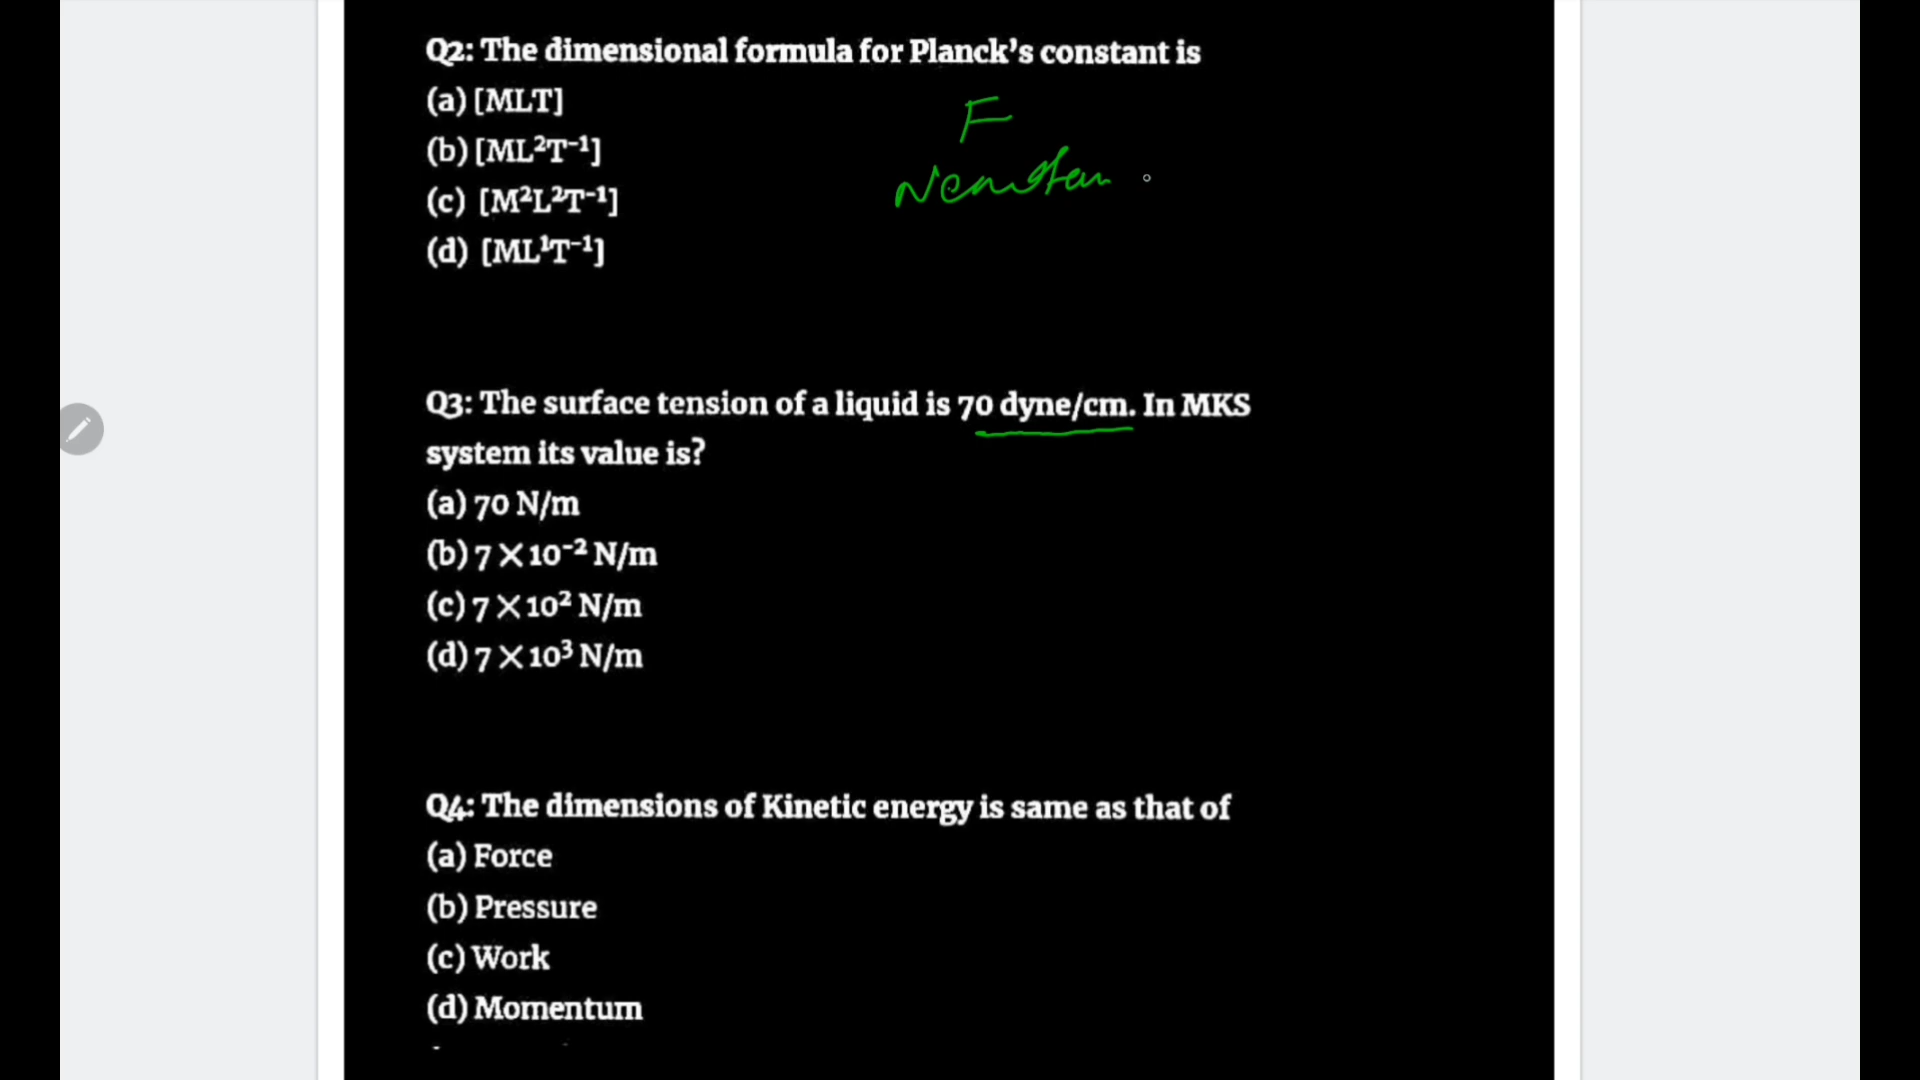 Q2: The dimensional formula for Planck's constant is
(a) [MLT]
(b) [ML²T⁻¹]
(c) [M²L²T⁻¹]
(d) [ML¹T⁻¹]
F
Q3: The surface tension of a liquid is 70 dyne/cm. In MKS
system its value is?
(a) 70 N/m
(b) 7 × 10⁻² N/m
(c) 7 × 10² N/m
(d) 7 × 10³ N/m
Q4: The dimensions of Kinetic energy is same as that of
(a) Force
(b) Pressure
(c) Work
(d) Momentum